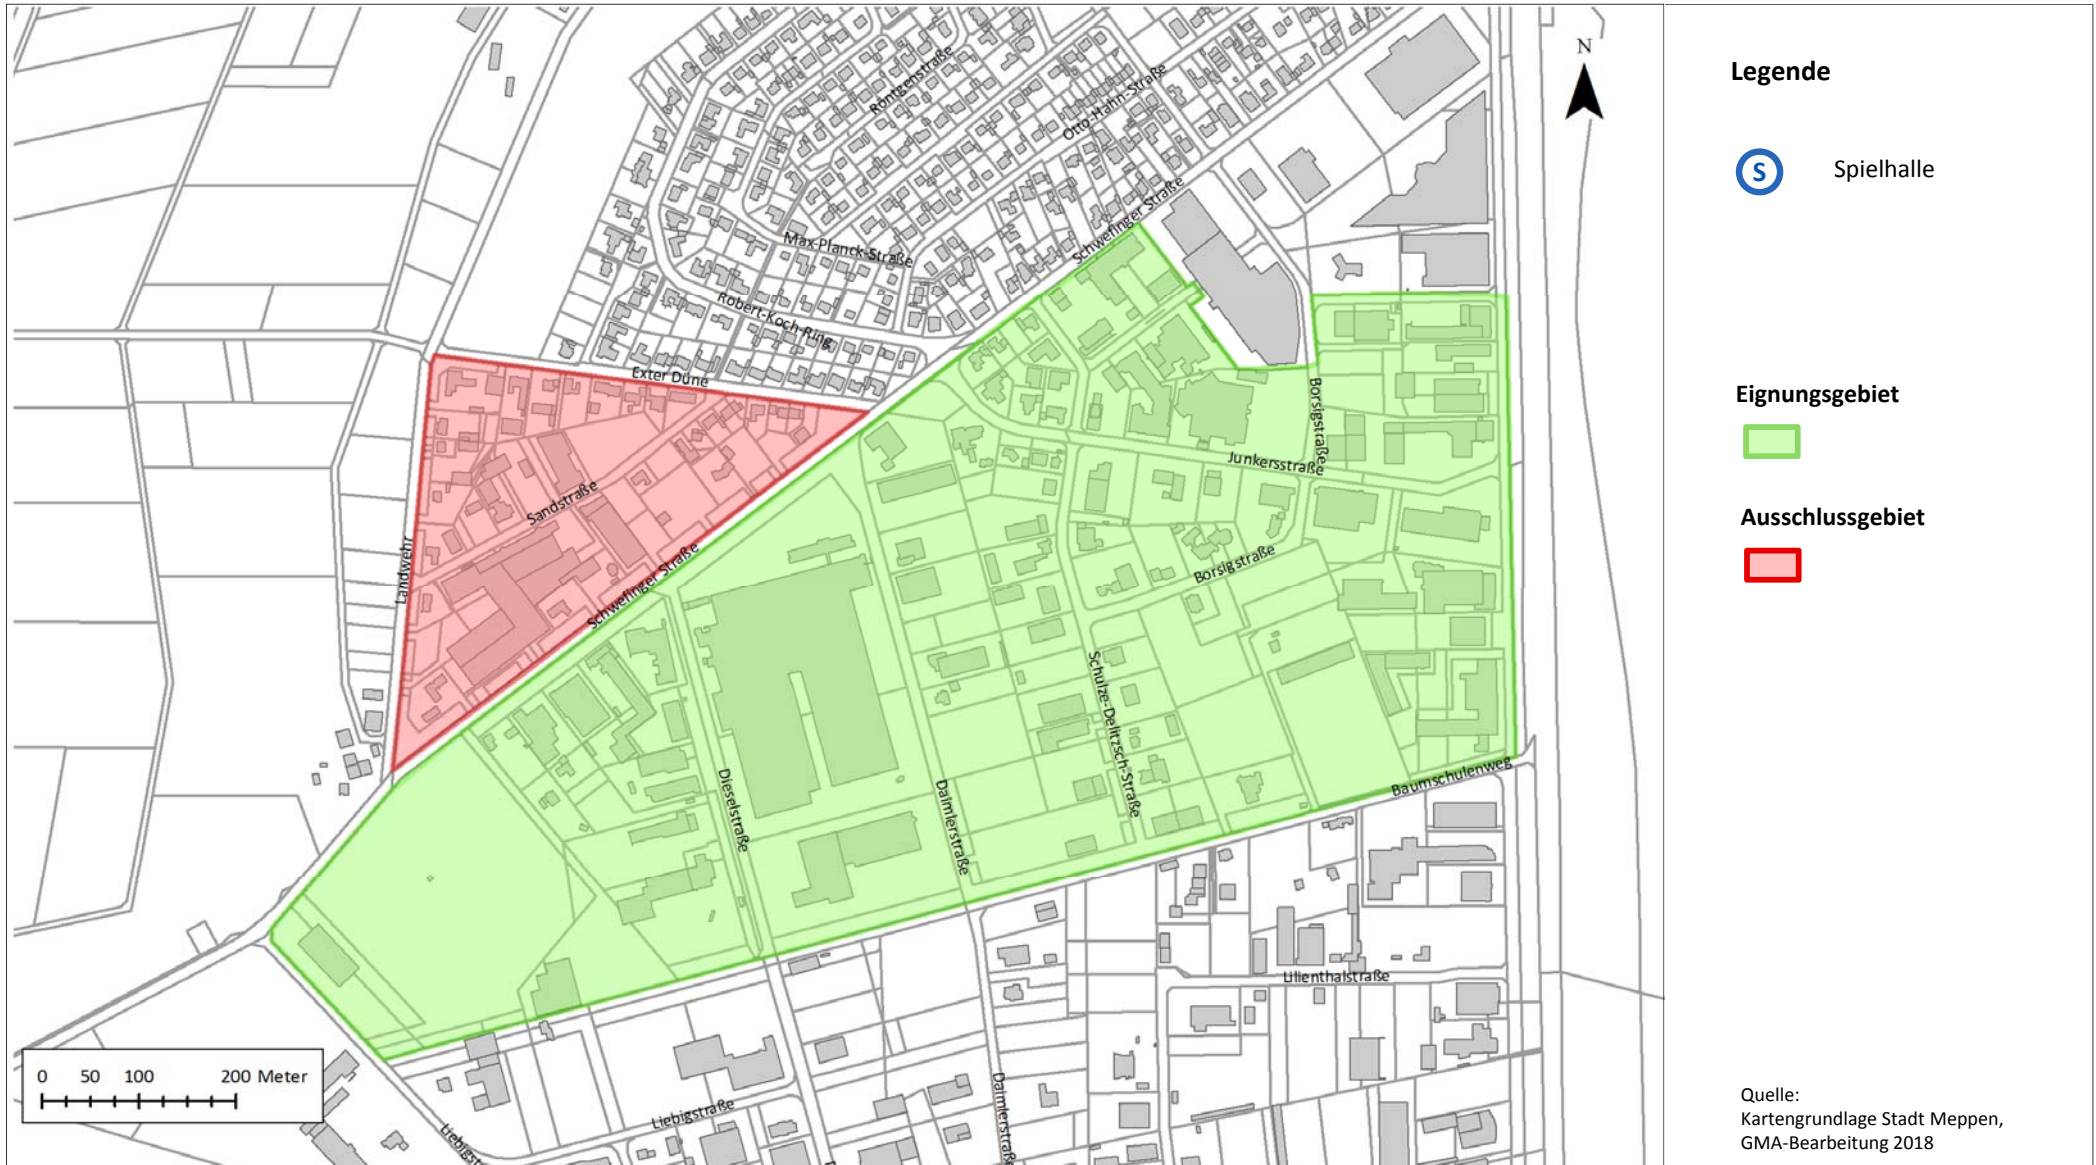 Röntgenstraße
Otto-Hahn-Straße
Schwefinger Straße
Max-Planck-Straße
Robert-Koch-Ring
Exter Düne
Borsigstraße
Junkersstraße
Sandstraße
Landwehr
Schwefinger Straße
Borsigstraße
Schulze-Delitzsch-Straße
Dieselstraße
Daimlerstraße
Baumschulenweg
Lilienthalstraße
Liebigstraße
Daimlerstraße
0 50 100 200 Meter
N
Legende
S Spielhalle
Eignungsgebiet
Ausschlussgebiet
Quelle:
Kartengrundlage Stadt Meppen,
GMA-Bearbeitung 2018